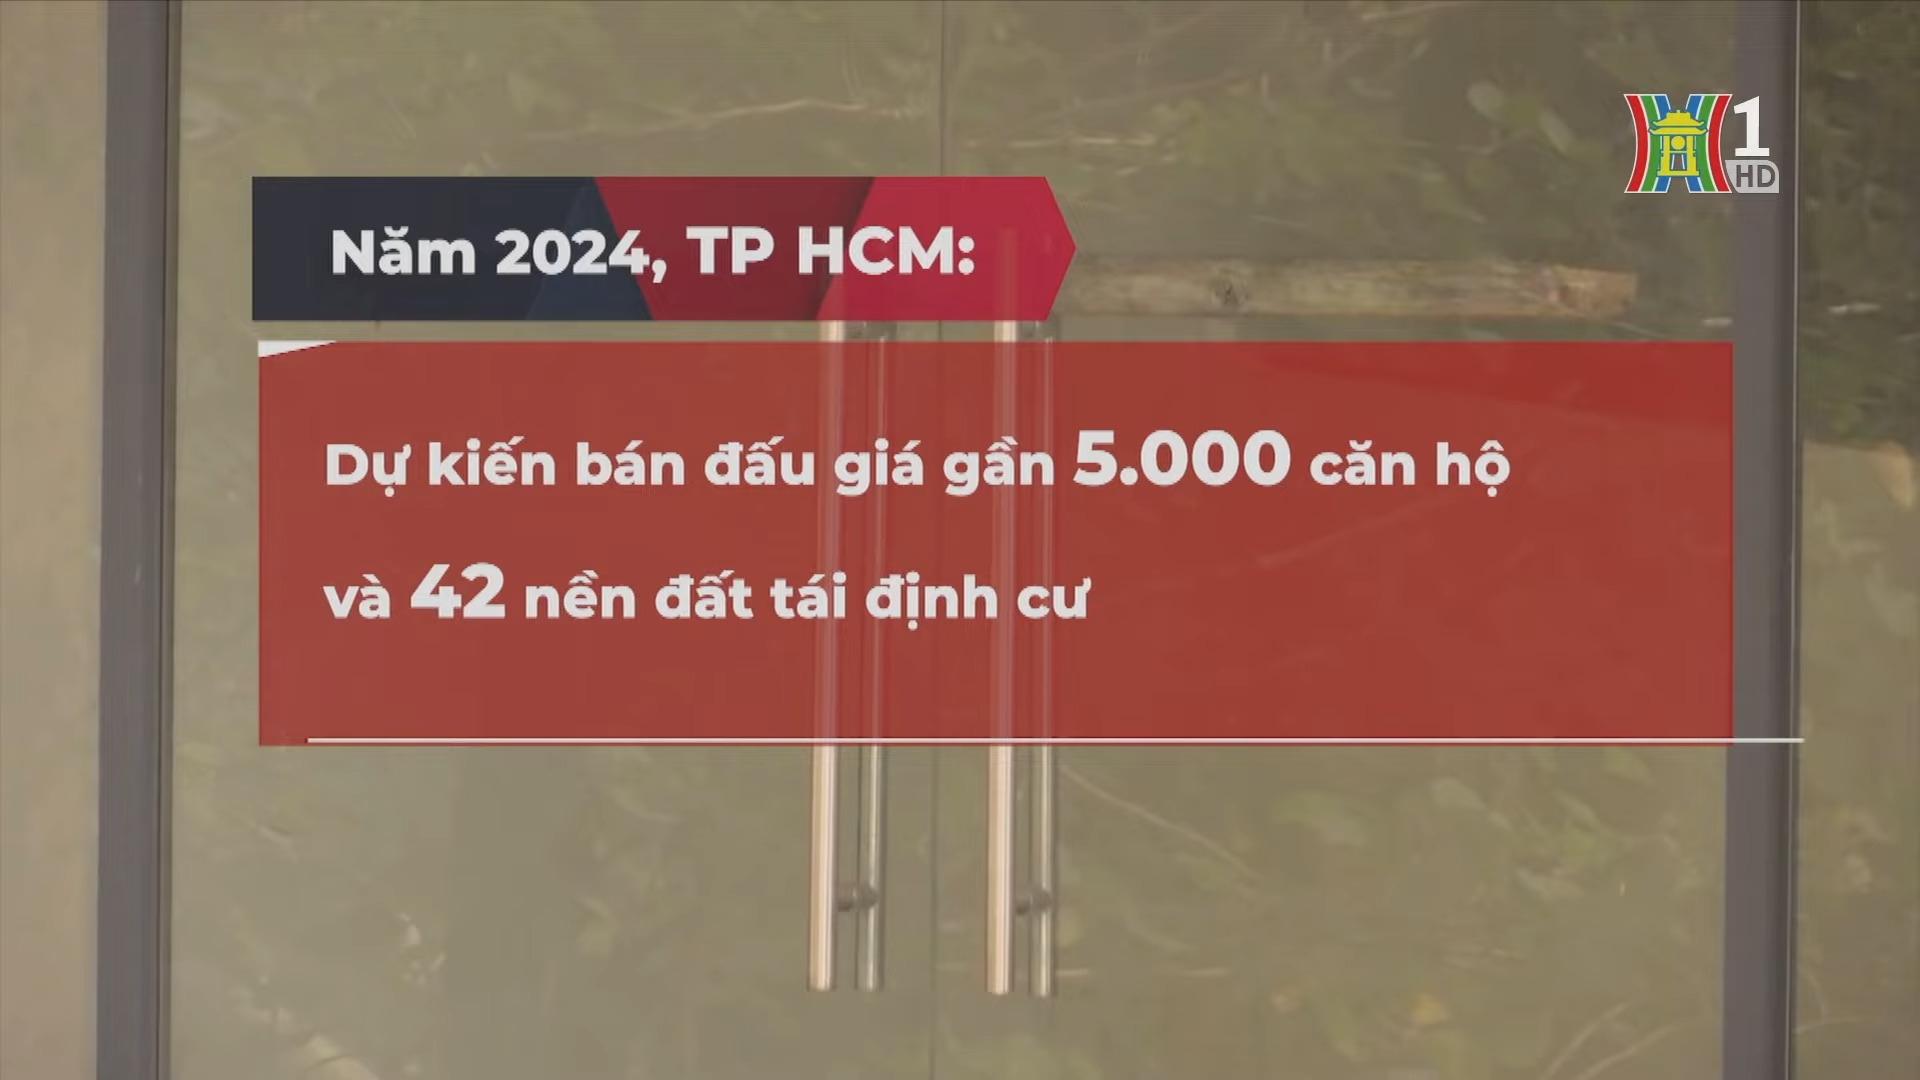 1
HD
Năm 2024, TP HCM:
Dự kiến bán đấu giá gần 5.000 căn hộ
và 42 nền đất tái định cư